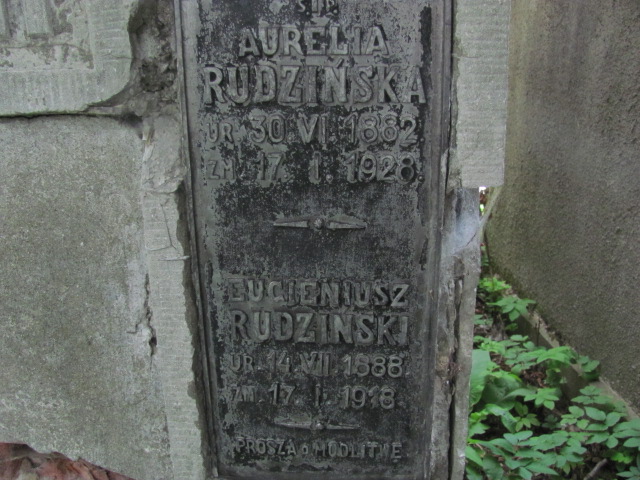 Ś.P.
AURELIA
RUDZIŃSKA
UR. 30.VI.1882
ZM. 17. I. 1928.
EUGIENIUSZ
RUDZIŃSKI
UR. 14.VII.1888.
ZM. 17. I. 1918.
PROSZĄ O MODLITWĘ